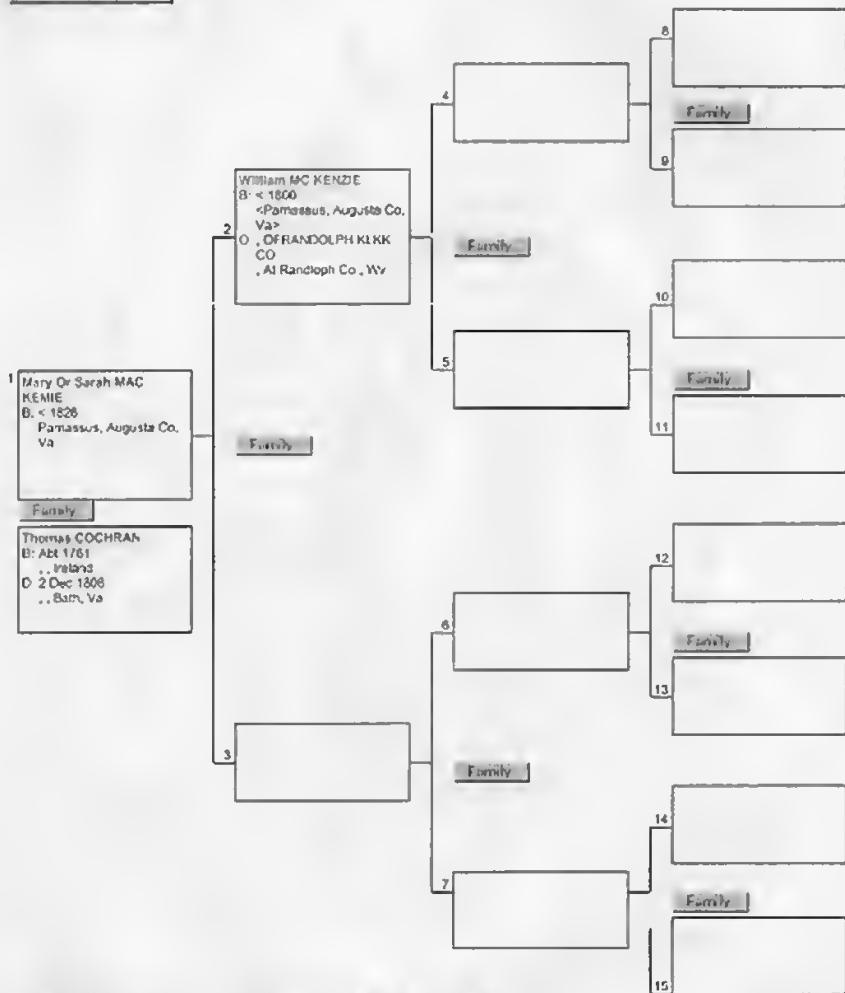 8
4
Family
9
William MC KENZIE
B: < 1800
<Parnassus, Augusta Co,
Va>
2
O , OFRANDOLPH KLKK
CO
, At Randloph Co , Wv
Family
10
5
Family
11
1
Mary Or Sarah MAC
KEMIE
B: < 1826
Parnassus, Augusta Co,
Va
Family
Family
Thomas COCHRAN
B: Abt 1761
, , Ireland
D: 2 Dec 1806
, , Bath, Va
12
6
Family
13
3
Family
14
7
Family
15